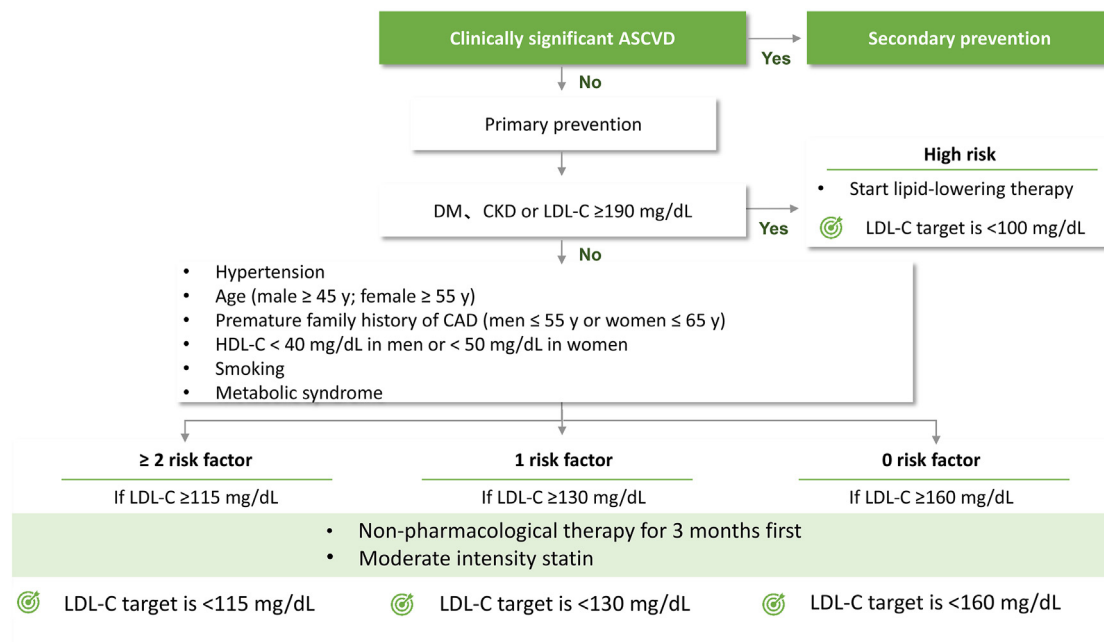 Clinically significant ASCVD
Yes
Secondary prevention
No
Primary prevention
DM、CKD or LDL-C ≥190 mg/dL
Yes
High risk
• Start lipid-lowering therapy
LDL-C target is <100 mg/dL
No
• Hypertension
• Age (male ≥ 45 y; female ≥ 55 y)
• Premature family history of CAD (men ≤ 55 y or women ≤ 65 y)
• HDL-C < 40 mg/dL in men or < 50 mg/dL in women
• Smoking
• Metabolic syndrome
≥ 2 risk factor
If LDL-C ≥115 mg/dL
1 risk factor
If LDL-C ≥130 mg/dL
0 risk factor
If LDL-C ≥160 mg/dL
• Non-pharmacological therapy for 3 months first
• Moderate intensity statin
LDL-C target is <115 mg/dL
LDL-C target is <130 mg/dL
LDL-C target is <160 mg/dL